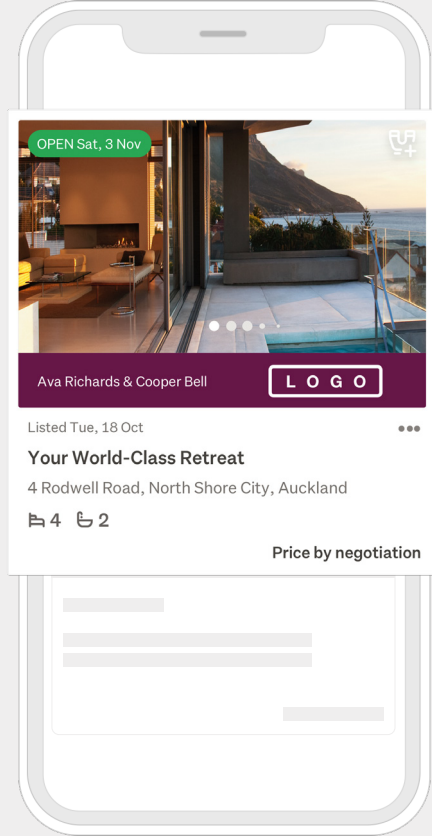 OPEN Sat, 3 Nov
Ava Richards & Cooper Bell
LOGO
Listed Tue, 18 Oct
Your World-Class Retreat
4 Rodwell Road, North Shore City, Auckland
4 2
Price by negotiation